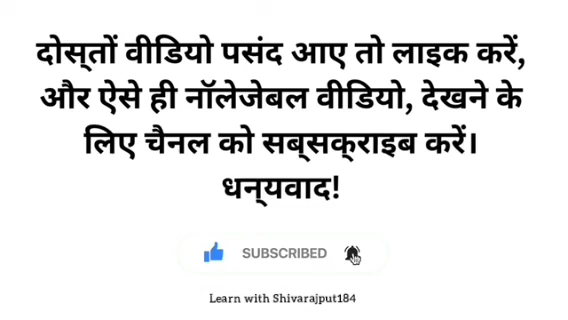 दोस्तों वीडियो पसंद आए तो लाइक करें,
और ऐसे ही नॉलेजेबल वीडियो, देखने के
लिए चैनल को सब्सक्राइब करें।
धन्यवाद!
SUBSCRIBED
Learn with Shivarajput184